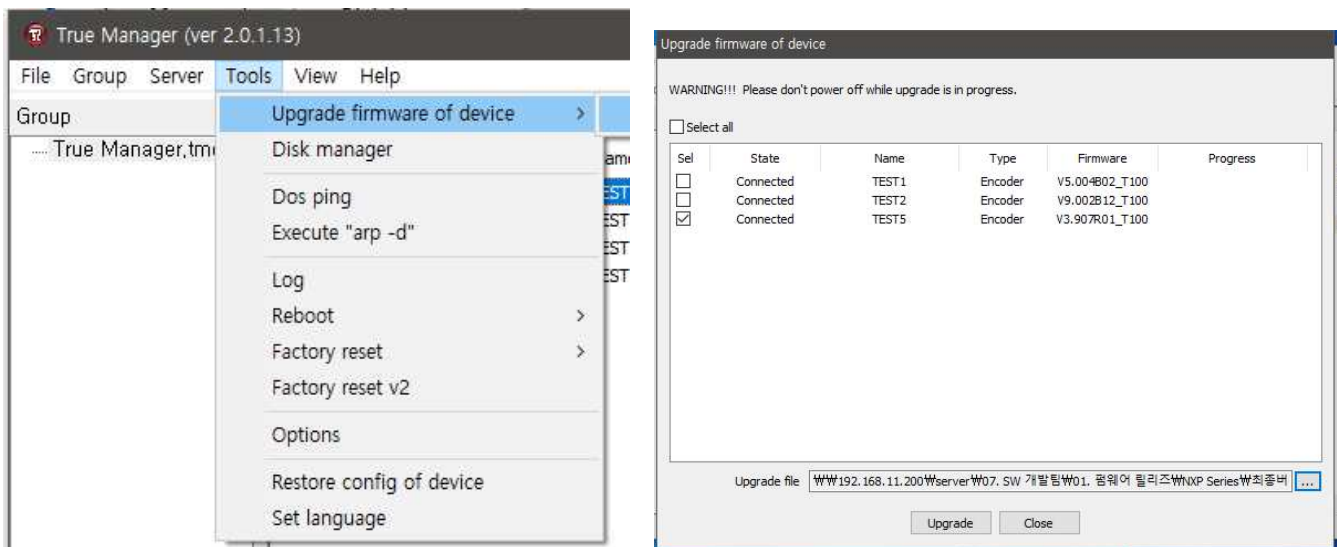 True Manager (ver 2.0.1.13)
File Group Server Tools View Help
Group
True Manager,tm
Upgrade firmware of device
Disk manager
Dos ping
Execute "arp -d"
Log
Reboot
Factory reset
Factory reset v2
Options
Restore config of device
Set language
Upgrade firmware of device
WARNING!!! Please don't power off while upgrade is in progress.
Select all
Sel State Name Type Firmware Progress
Connected TEST1 Encoder V5.004B02_T100
Connected TEST2 Encoder V9.002B12_T100
Connected TEST5 Encoder V3.907R01_T100
Upgrade file ₩₩192.168.11.200₩server₩07. SW 개발팀₩01. 펌웨어 릴리즈₩NXP Series₩최종버 ...
Upgrade Close